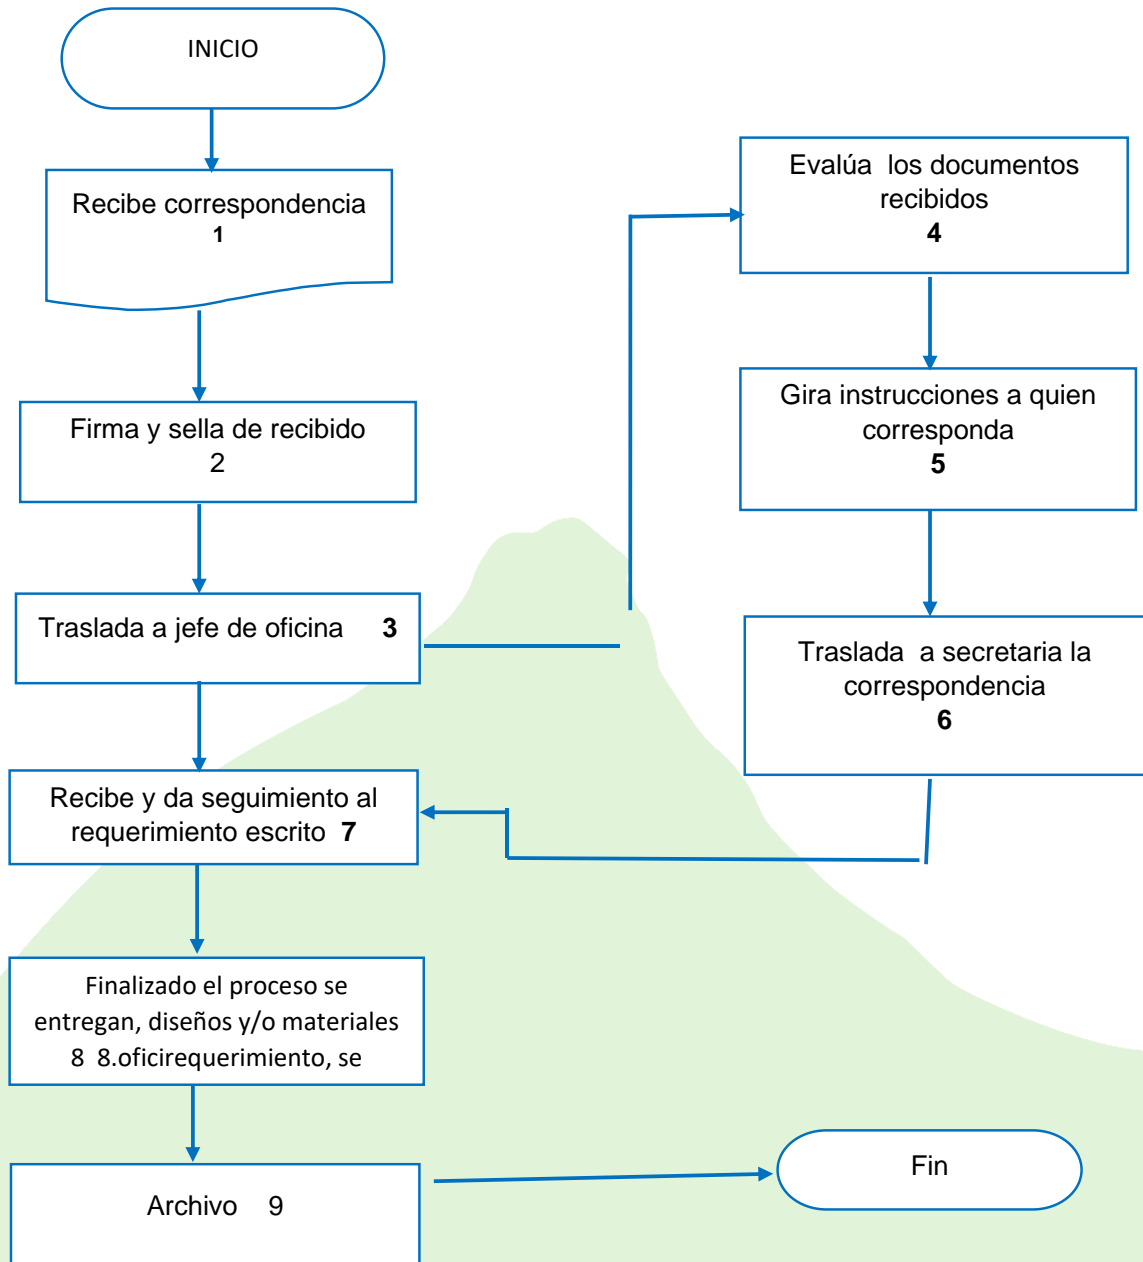 INICIO
Recibe correspondencia
1
Firma y sella de recibido
2
Traslada a jefe de oficina 3
Evalúa los documentos
recibidos
4
Gira instrucciones a quien
corresponda
5
Traslada a secretaria la
correspondencia
6
Recibe y da seguimiento al
requerimiento escrito 7
Finalizado el proceso se
entregan, diseños y/o materiales
8 8.oficirequerimiento, se
Archivo 9
Fin